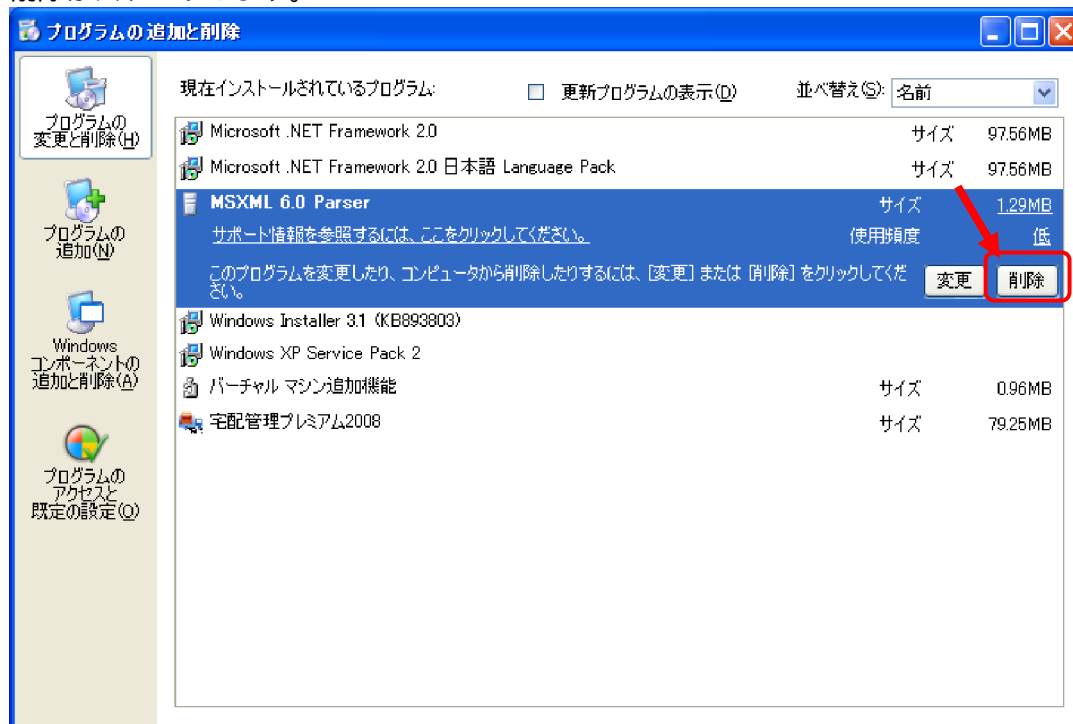 プログラムの追加と削除
プログラムの
変更と削除(H)
プログラムの
追加(N)
Windows
コンポーネントの
追加と削除(A)
プログラムの
アクセスと
既定の設定(O)
現在インストールされているプログラム:
更新プログラムの表示(D)
並べ替え(S): 名前
Microsoft .NET Framework 2.0 サイズ 97.56MB
Microsoft .NET Framework 2.0 日本語 Language Pack サイズ 97.56MB
MSXML 6.0 Parser サイズ 1.29MB
サポート情報を参照するには、ここをクリックしてください。 使用頻度 低
このプログラムを変更したり、コンピュータから削除したりするには、[変更] または [削除] をクリックしてくだ
さい。
変更 削除
Windows Installer 3.1 (KB893803)
Windows XP Service Pack 2
バーチャル マシン追加機能 サイズ 0.96MB
宅配管理プレミアム2008 サイズ 79.25MB